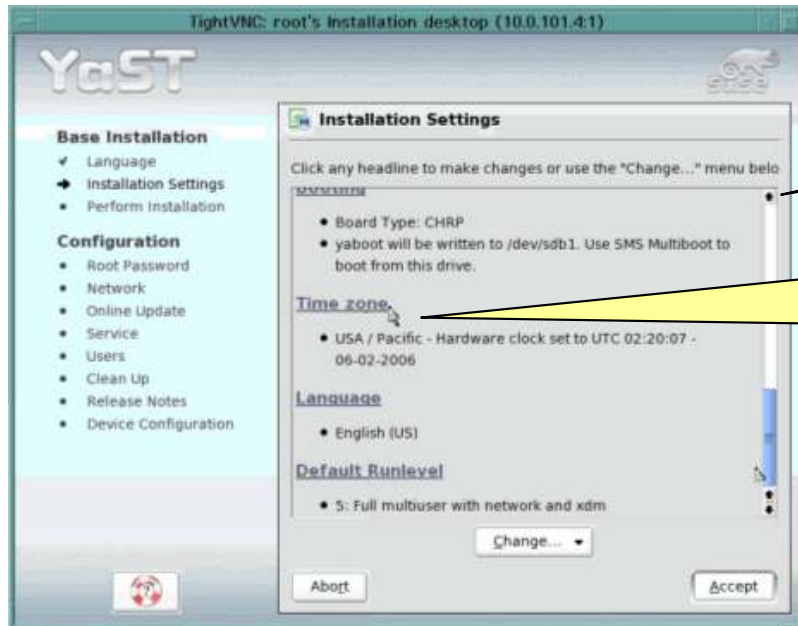 TightVNC: root's Installation desktop (10.0.101.4:1)
YaST
SUSE
Base Installation
Language
Installation Settings
Perform Installation
Configuration
Root Password
Network
Online Update
Service
Users
Clean Up
Release Notes
Device Configuration
Installation Settings
Click any headline to make changes or use the "Change..." menu belo
Booting
• Board Type: CHRP
• yaboot will be written to /dev/sdb1. Use SMS Multiboot to
boot from this drive.
Time zone
• USA / Pacific - Hardware clock set to UTC 02:20:07 -
06-02-2006
Language
• English (US)
Default Runlevel
• 5: Full multiuser with network and xdm
Change...
Abort
Accept